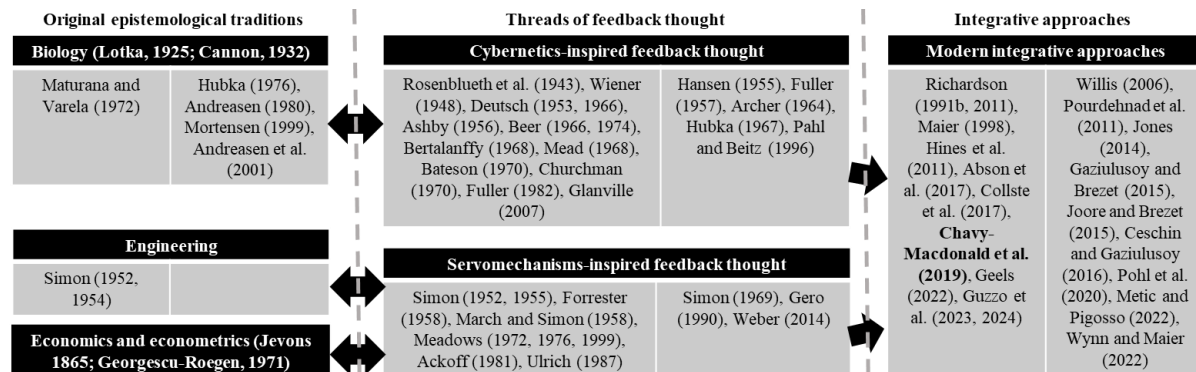 Original epistemological traditions
Biology (Lotka, 1925; Cannon, 1932)
Maturana and
Varela (1972)
Hubka (1976),
Andreasen (1980),
Mortensen (1999),
Andreasen et al.
(2001)
Engineering
Simon (1952,
1954)
Economics and econometrics (Jevons
1865; Georgescu-Roegen, 1971)
Threads of feedback thought
Cybernetics-inspired feedback thought
Rosenblueth et al. (1943), Wiener
(1948), Deutsch (1953, 1966),
Ashby (1956), Beer (1966, 1974),
Bertalanffy (1968), Mead (1968),
Bateson (1970), Churchman
(1970), Fuller (1982), Glanville
(2007)
Hansen (1955), Fuller
(1957), Archer (1964),
Hubka (1967), Pahl
and Beitz (1996)
Servomechanisms-inspired feedback thought
Simon (1952, 1955), Forrester
(1958), March and Simon (1958),
Meadows (1972, 1976, 1999),
Ackoff (1981), Ulrich (1987)
Simon (1969), Gero
(1990), Weber (2014)
Integrative approaches
Modern integrative approaches
Richardson
(1991b, 2011),
Maier (1998),
Hines et al.
(2011), Abson et
al. (2017), Collste
et al. (2017),
Chavy-
Macdonald et al.
(2019), Geels
(2022), Guzzo et
al. (2023, 2024)
Willis (2006),
Pourdehnad et al.
(2011), Jones
(2014),
Gaziulusoy and
Brezet (2015),
Joore and Brezet
(2015), Ceschin
and Gaziulusoy
(2016), Pohl et al.
(2020), Metic and
Pigosso (2022),
Wynn and Maier
(2022)